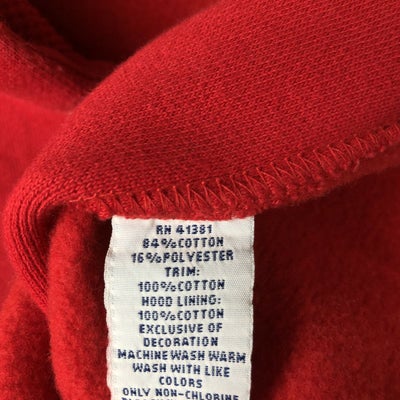 RN 41381
84%COTTON
16%POLYESTER
TRIM:
100%COTTON
HOOD LINING:
100%COTTON
EXCLUSIVE OF
DECORATION
MACHINE WASH WARM
WASH WITH LIKE
COLORS
ONLY NON-CHLORINE